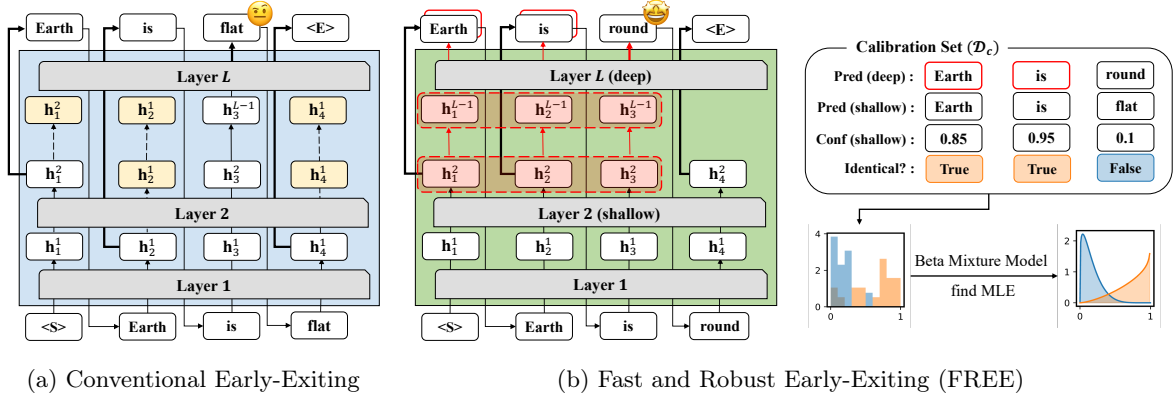 Earth is flat <E>
Layer L
h_1^2 h_2^1 h_3^{L-1} h_4^1
h_1^2 h_2^1 h_3^2 h_4^1
Layer 2
h_1^1 h_2^1 h_3^1 h_4^1
Layer 1
<S> Earth is flat
(a) Conventional Early-Exiting
Earth is round <E>
Layer L (deep)
h_1^{L-1} h_2^{L-1} h_3^{L-1}
h_1^2 h_2^2 h_3^2 h_4^2
Layer 2 (shallow)
h_1^1 h_2^1 h_3^1 h_4^1
Layer 1
<S> Earth is round
Calibration Set (𝒟_c)
Pred (deep) : Earth is round
Pred (shallow) : Earth is flat
Conf (shallow) : 0.85 0.95 0.1
Identical? : True True False
4
2
0
0 1
Beta Mixture Model
find MLE
2
1
0
0 1
(b) Fast and Robust Early-Exiting (FREE)